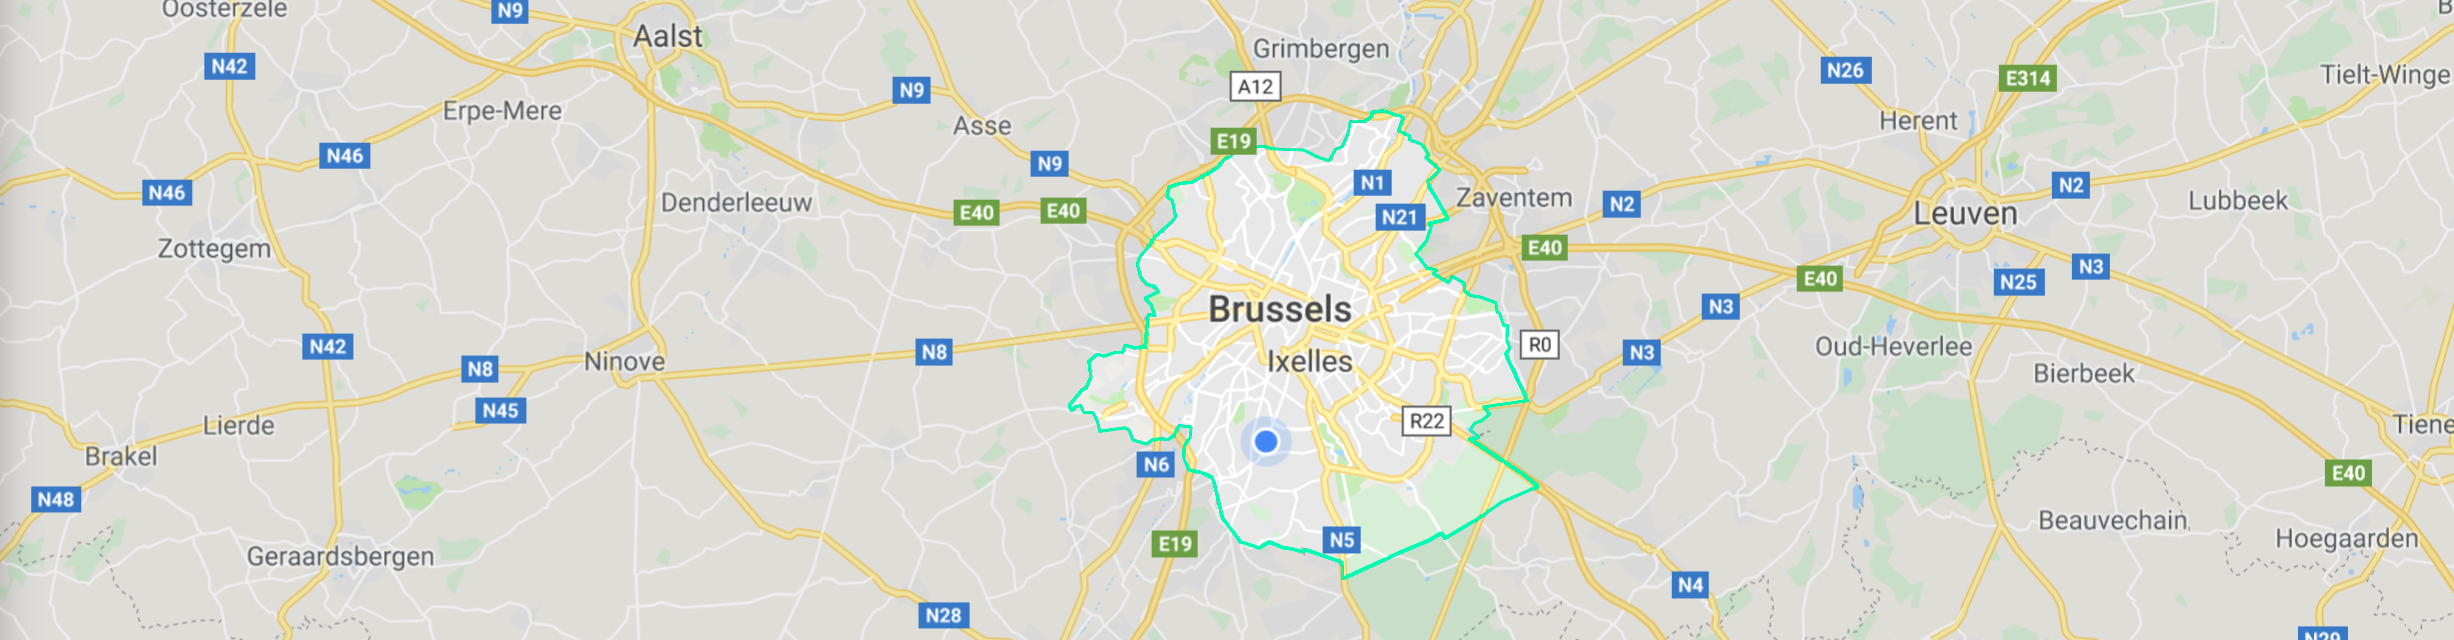 Oosterzele
N9
Aalst
Grimbergen
N42
N26
E314
Tielt-Winge
A12
N9
Erpe-Mere
Asse
Herent
E19
N46
N9
N1
N46
Denderleeuw
E40
E40
N21
Zaventem
N2
N2
Leuven
Lubbeek
Zottegem
E40
E40
N25
N3
Brussels
N3
N42
N8
N8
Ninove
Ixelles
R0
N3
Oud-Heverlee
Bierbeek
N45
Lierde
R22
Tiene
Brakel
N6
E40
N48
Beauvechain
Geraardsbergen
E19
N5
Hoegaarden
N28
N4
N29